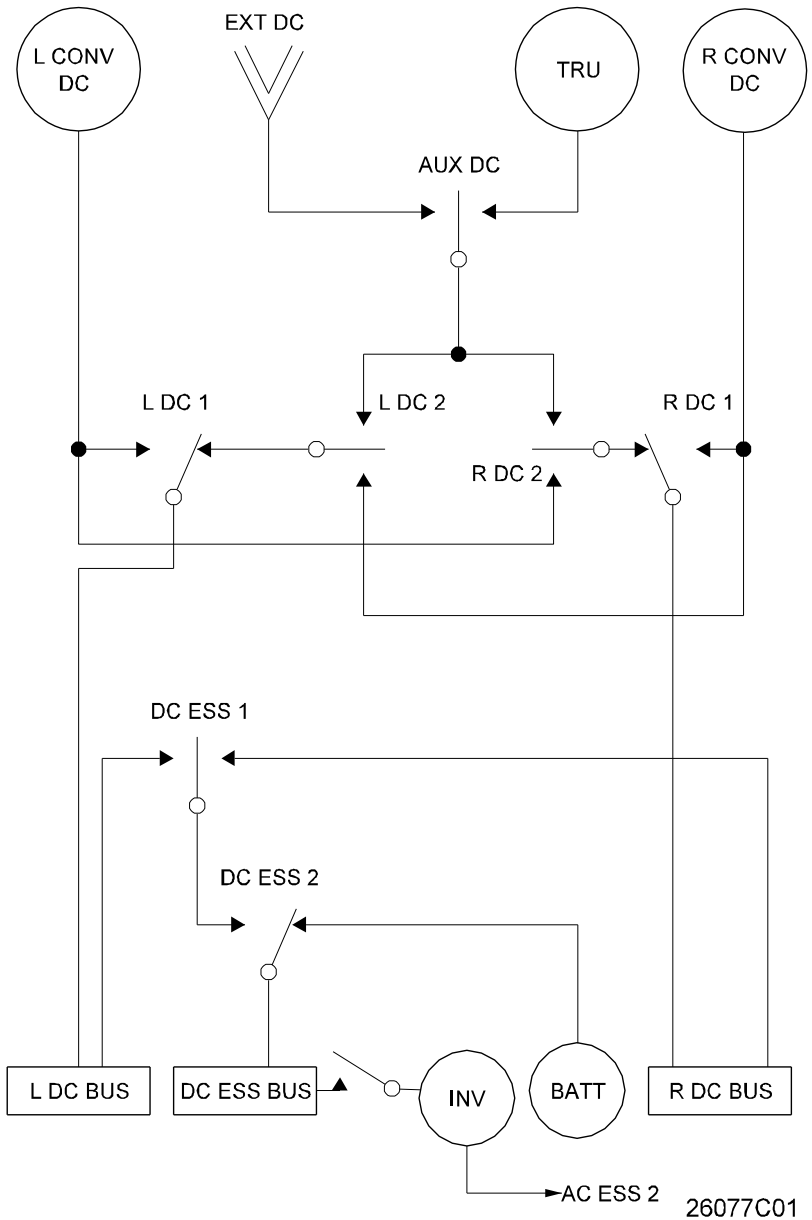 L CONV
DC
EXT DC
TRU
R CONV
DC
AUX DC
L DC 1
L DC 2
R DC 1
R DC 2
DC ESS 1
DC ESS 2
L DC BUS
DC ESS BUS
INV
BATT
R DC BUS
AC ESS 2
26077C01